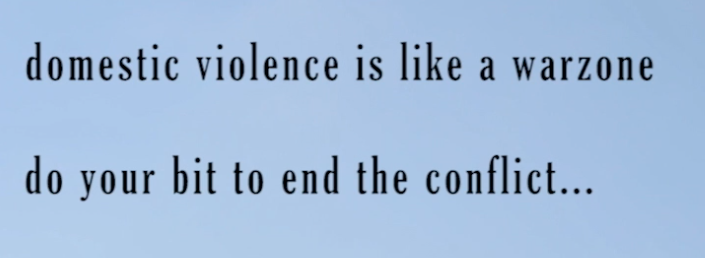 domestic violence is like a warzone
do your bit to end the conflict...